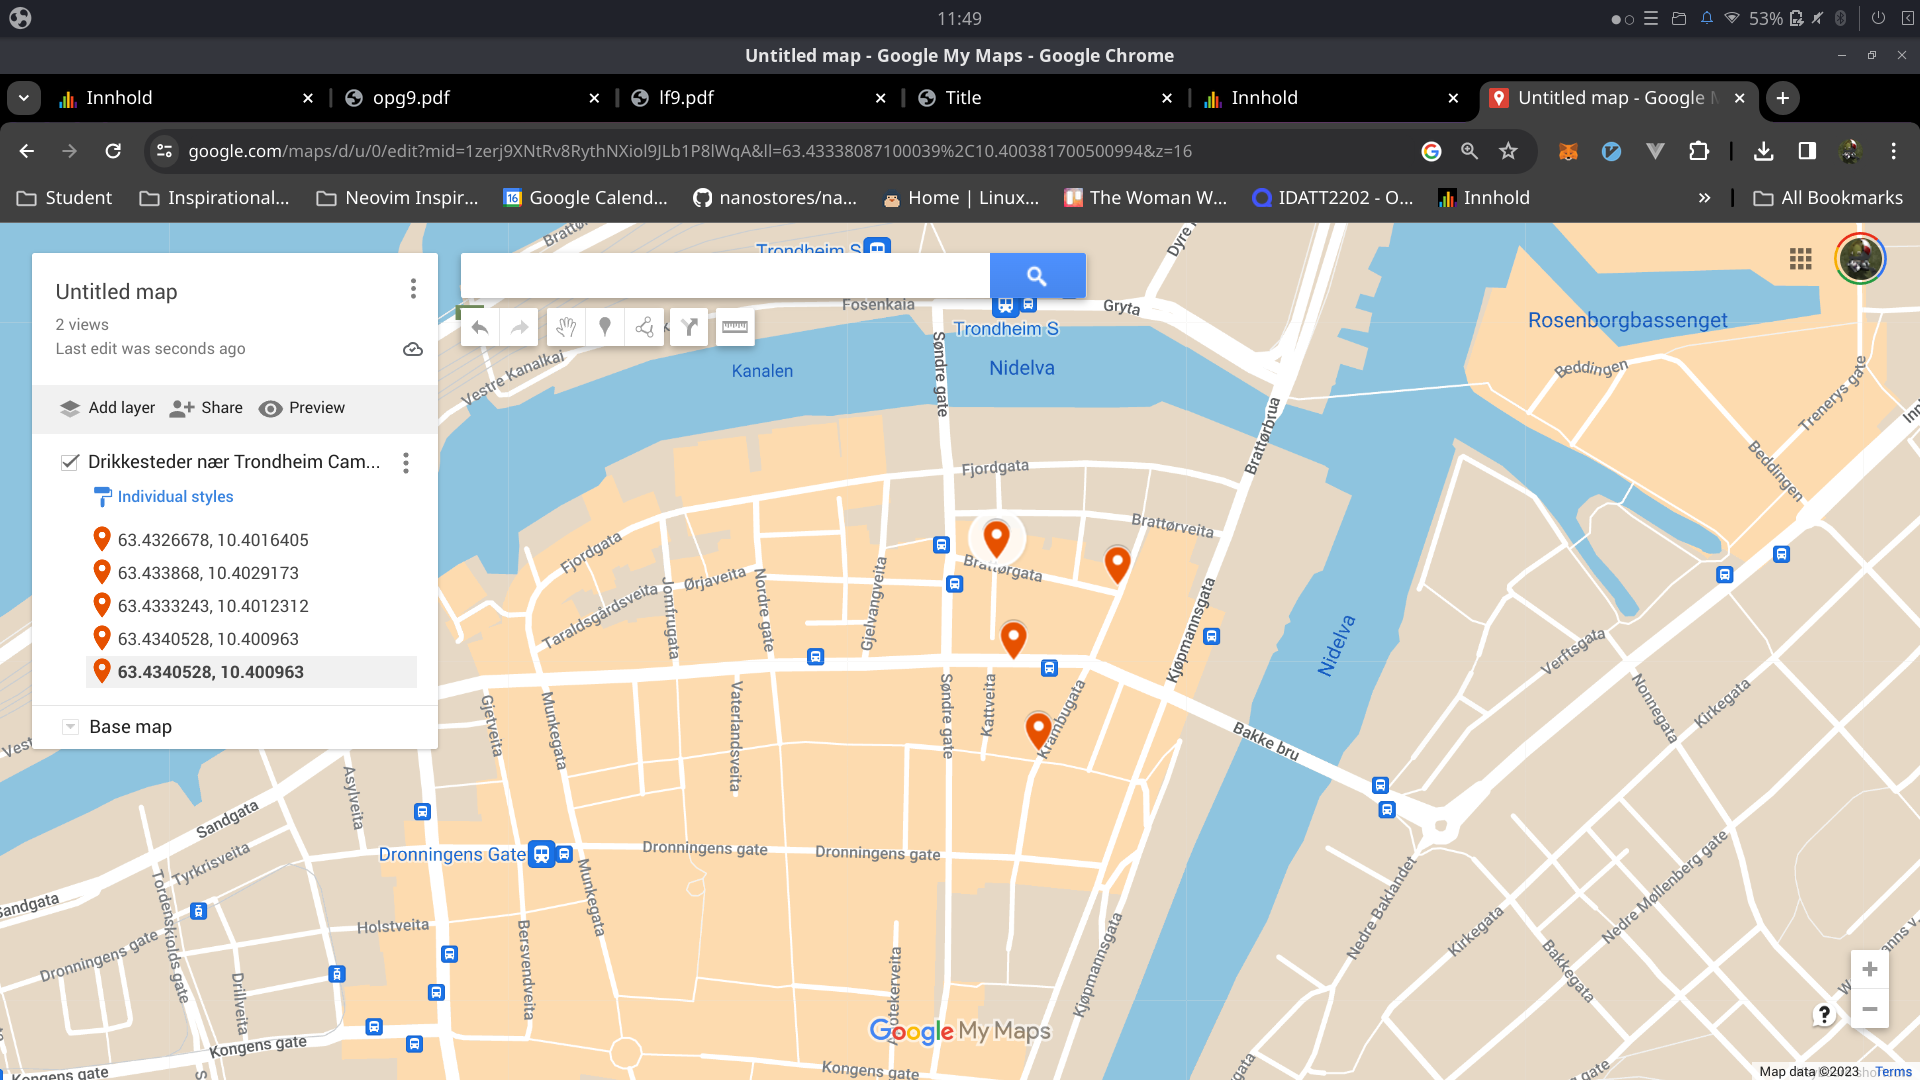 11:49
53%
Untitled map - Google My Maps - Google Chrome
Innhold
opg9.pdf
lf9.pdf
Title
Innhold
Untitled map - Google
google.com/maps/d/u/0/edit?mid=1zerj9XNtRv8RythNXiol9JLb1P8lWqA&ll=63.43338087100039%2C10.400381700500994&z=16
Student
Inspirational...
Neovim Inspir...
16
Google Calend...
nanostores/na...
Home | Linux...
The Woman W...
IDATT2202 - O...
Innhold
»
All Bookmarks
Untitled map
2 views
Last edit was seconds ago
Add layer
Share
Preview
Drikkesteder nær Trondheim Cam...
Individual styles
63.4326678, 10.4016405
63.433868, 10.4029173
63.4333243, 10.4012312
63.4340528, 10.400963
63.4340528, 10.400963
Base map
Trondheim S
Dyre
Fosenkaia
Gryta
Trondheim S
Rosenborgbassenget
Vestre Kanalkai
Kanalen
Søndre gate
Nidelva
Beddingen
Trenerys gate
Brattørbrua
Fjordgata
Beddingen
Brattørveita
Fjordgata
Brattørgata
Ørjaveita
Nordre gate
Gjelvangveita
Taraldsgårdsveita
Jomfrugata
Kjøpmannsgata
Nidelva
Verftsgata
Nonnegata
Kirkegata
Gjetveita
Munkegata
Vaterlandsveita
Søndre gate
Kattveita
Krambugata
Bakke bru
Asylveita
Sandgata
Dronningens Gate
Dronningens gate
Dronningens gate
Tyrkrisveita
Munkegata
Tordenskiolds gate
Sandgata
Holstveita
Bersvendveita
Nedre Baklandet
Kirkegata
Nedre Møllenberg gate
Bakkegata
Dronningens gate
Drillveita
Kjøpmannsgata
Kongens gate
Kongens gate
Kongens gate
Google My Maps
+
−
?
Map data ©2023
Terms